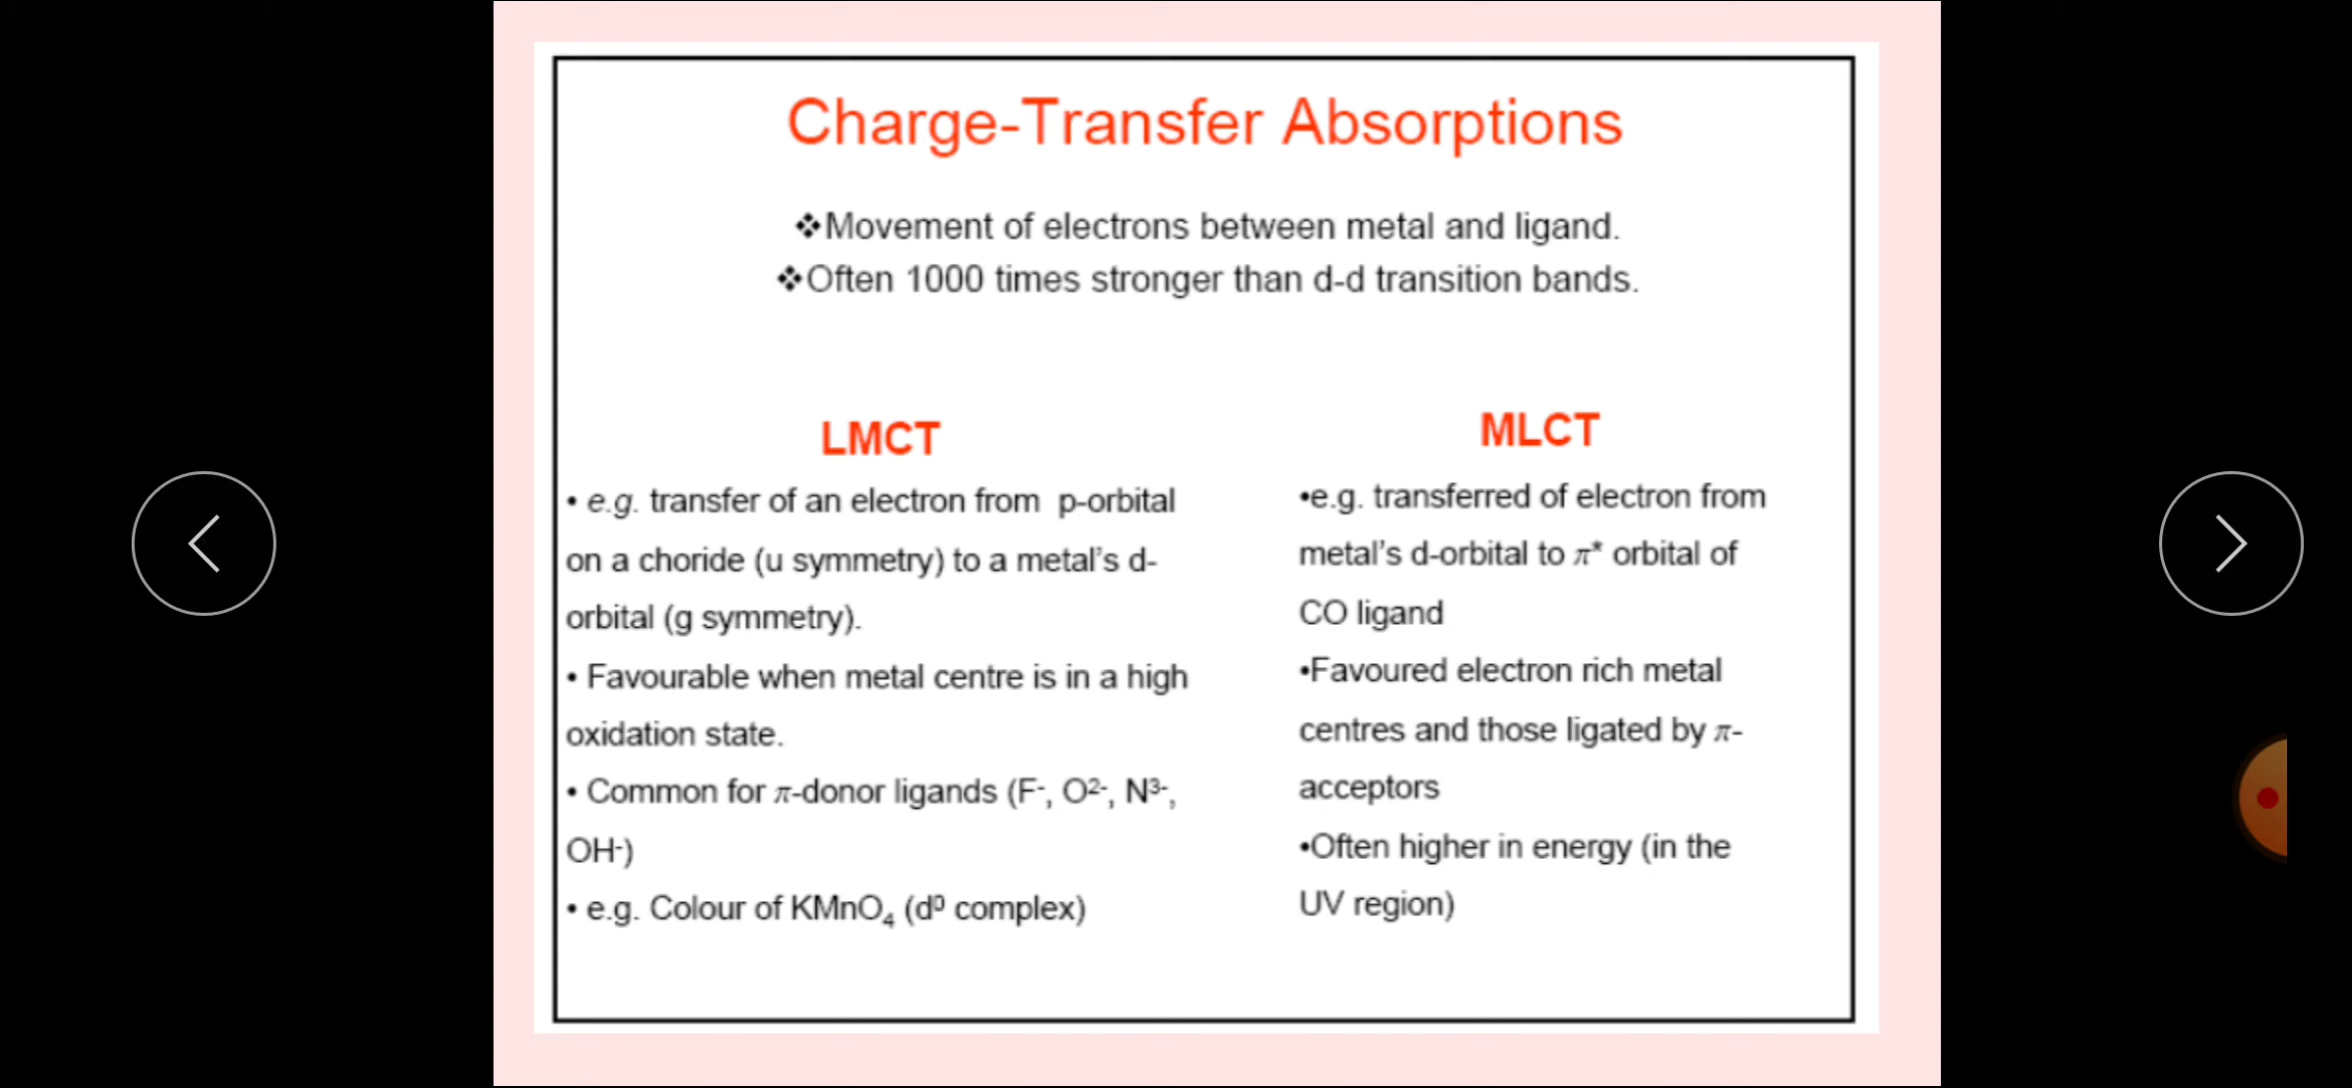 Charge-Transfer Absorptions
❖Movement of electrons between metal and ligand.
❖Often 1000 times stronger than d-d transition bands.
LMCT
• e.g. transfer of an electron from p-orbital
on a choride (u symmetry) to a metal's d-
orbital (g symmetry).
• Favourable when metal centre is in a high
oxidation state.
• Common for π-donor ligands (F⁻, O²⁻, N³⁻,
OH⁻)
• e.g. Colour of KMnO₄ (d⁰ complex)
MLCT
•e.g. transferred of electron from
metal's d-orbital to π* orbital of
CO ligand
•Favoured electron rich metal
centres and those ligated by π-
acceptors
•Often higher in energy (in the
UV region)